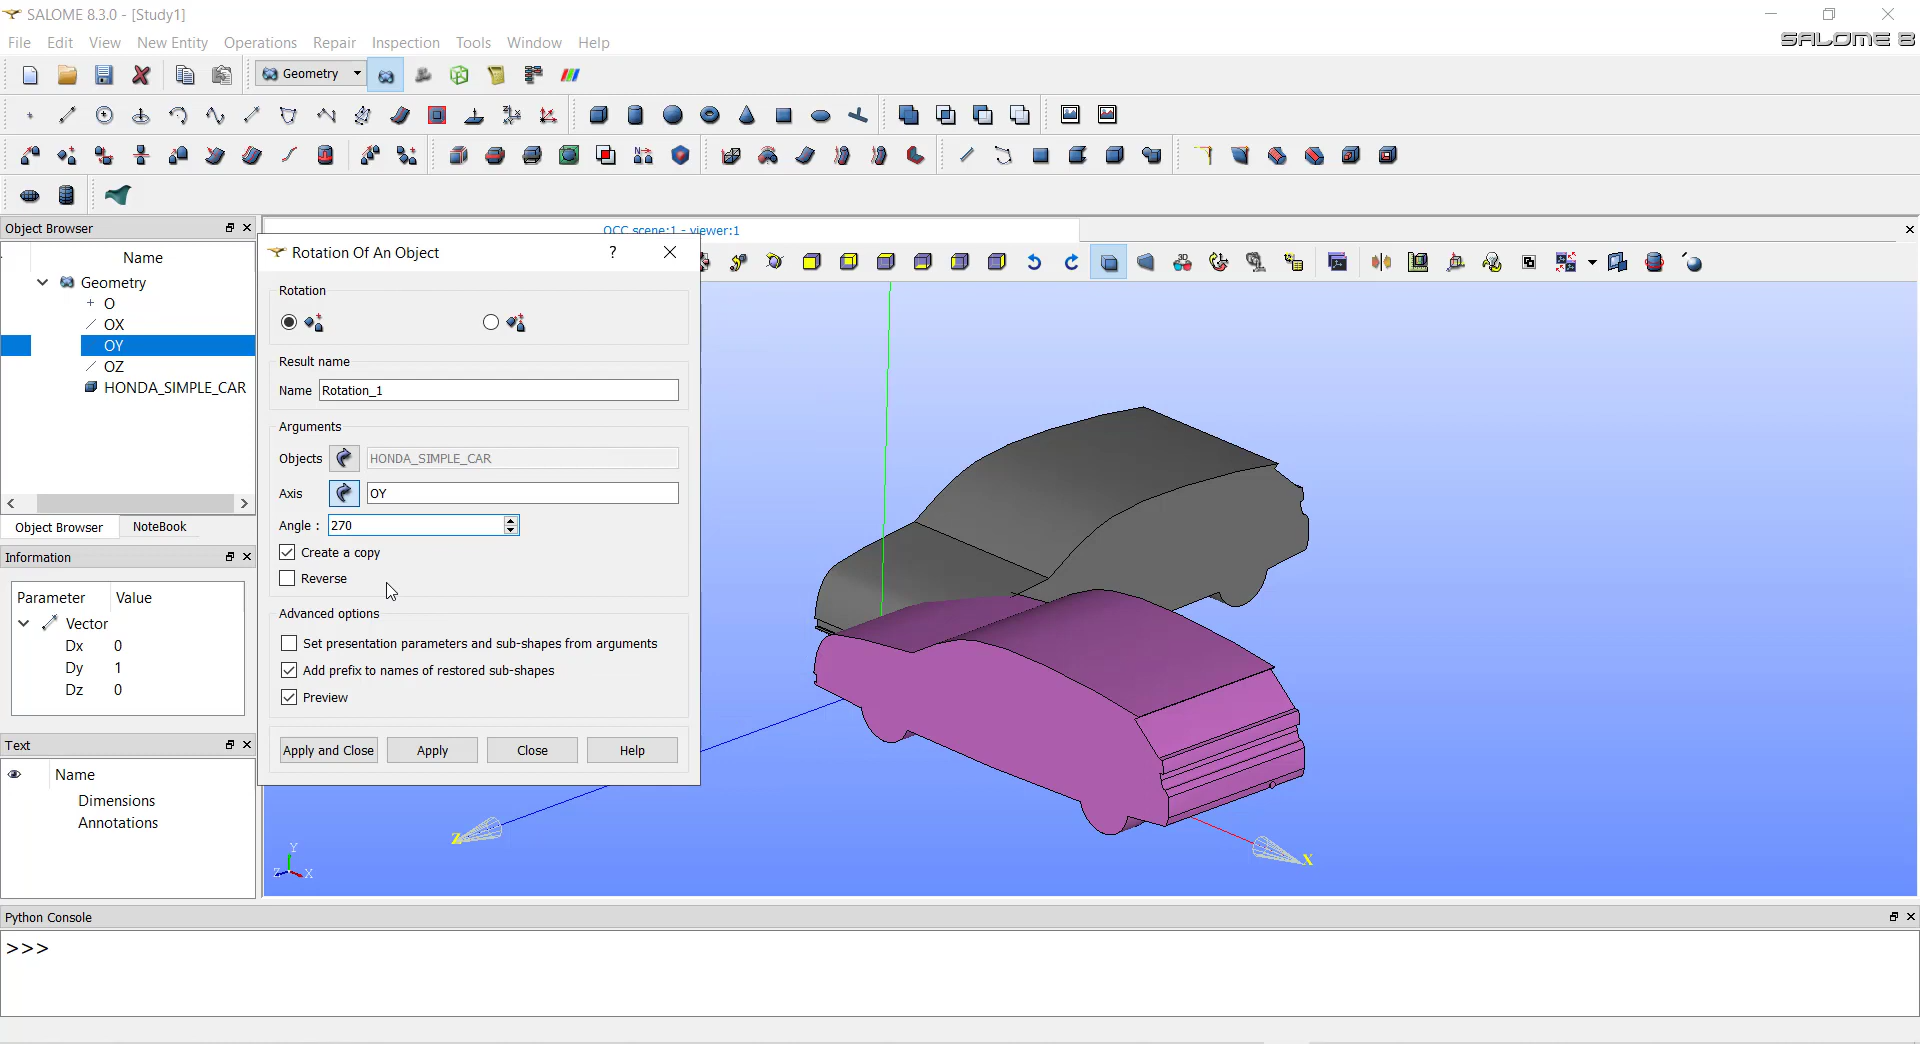 SALOME 8.3.0 - [Study1]
File Edit View New Entity Operations Repair Inspection Tools Window Help
SALOME 8
Geometry
Object Browser
OCC scene:1 - viewer:1
Name
Geometry
O
OX
OY
OZ
HONDA_SIMPLE_CAR
Object Browser NoteBook
Information
Parameter Value
Vector
Dx 0
Dy 1
Dz 0
Text
Name
Dimensions
Annotations
Rotation Of An Object ?
Rotation
Result name
Name Rotation_1
Arguments
Objects HONDA_SIMPLE_CAR
Axis OY
Angle : 270
Create a copy
Reverse
Advanced options
Set presentation parameters and sub-shapes from arguments
Add prefix to names of restored sub-shapes
Preview
Apply and Close Apply Close Help
Z
X
Y
Z X
Python Console
>>>